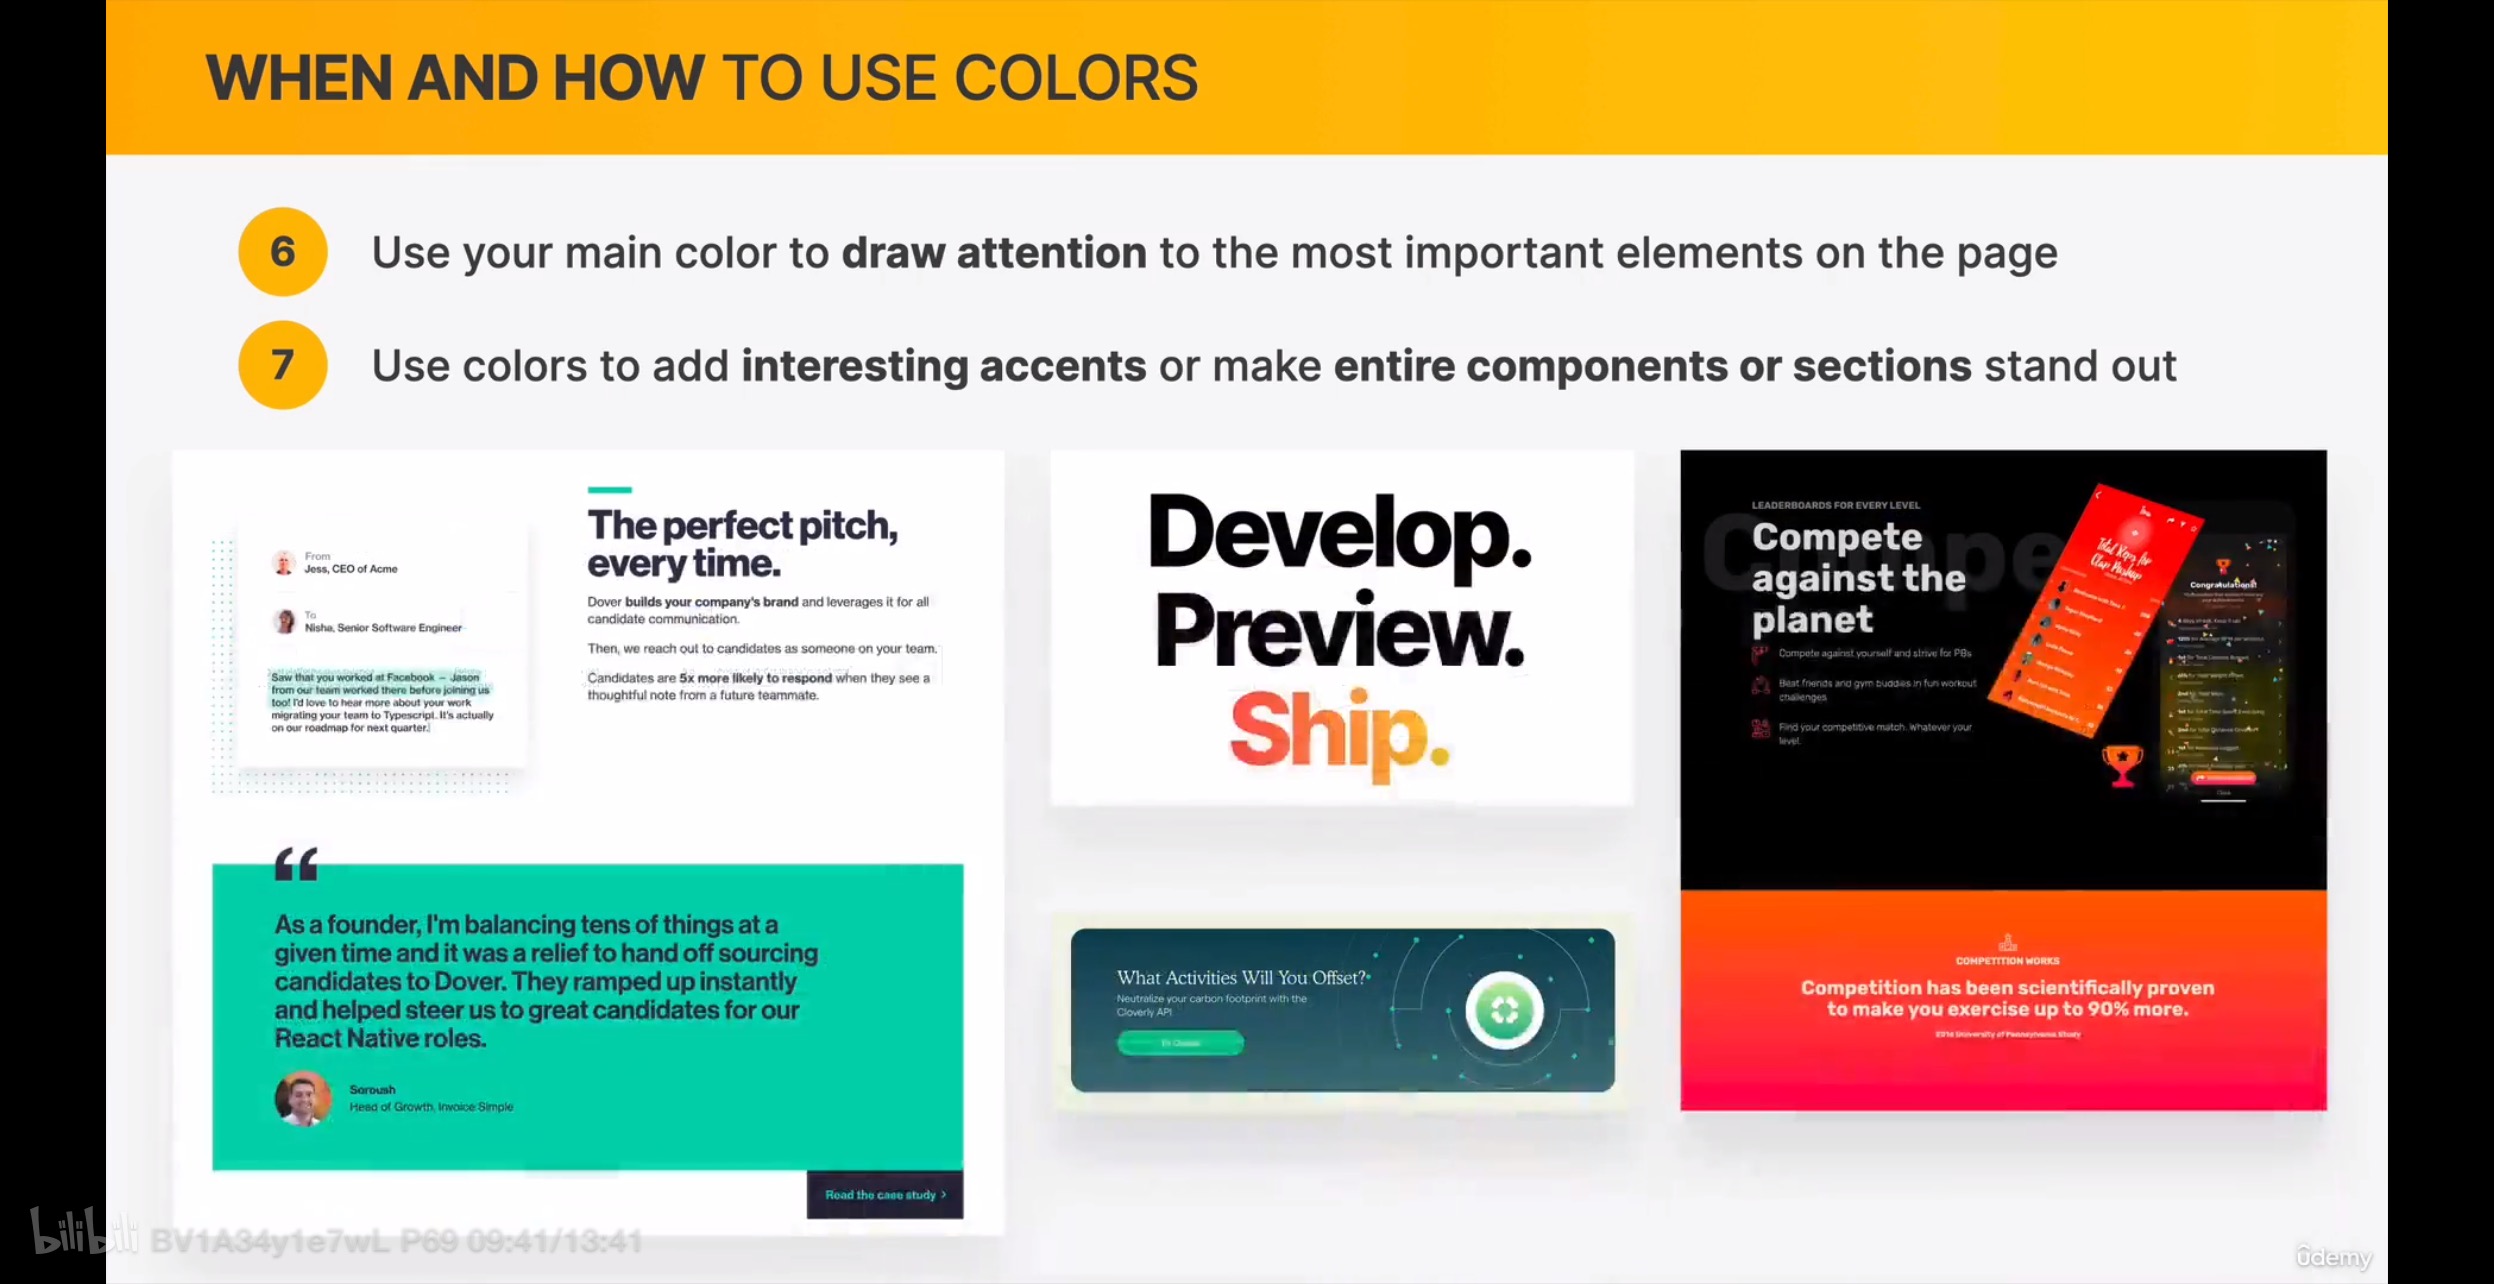 WHEN AND HOW TO USE COLORS
6 Use your main color to draw attention to the most important elements on the page
7 Use colors to add interesting accents or make entire components or sections stand out
From
Jess, CEO of Acme
To
Nisha, Senior Software Engineer
Saw that you worked at Facebook — Jason
from our team worked there before joining us
too! I'd love to hear more about your work
migrating your team to Typescript. It's actually
on our roadmap for next quarter.
The perfect pitch,
every time.
Dover builds your company's brand and leverages it for all
candidate communication.
Then, we reach out to candidates as someone on your team.
Candidates are 5x more likely to respond when they see a
thoughtful note from a future teammate.
“
As a founder, I'm balancing tens of things at a
given time and it was a relief to hand off sourcing
candidates to Dover. They ramped up instantly
and helped steer us to great candidates for our
React Native roles.
Soroush
Head of Growth, Invoice Simple
Read the case study >
Develop.
Preview.
Ship.
What Activities Will You Offset?
Neutralize your carbon footprint with the
Cloverly API
LEADERBOARDS FOR EVERY LEVEL
Compe
Compete
against the
planet
Compete against yourself and strive for PBs
Beat friends and gym buddies in fun workout
challenges
Find your competitive match. Whatever your
level.
Total Reps for
Clap Pushup
Congratulations!
COMPETITION WORKS
Competition has been scientifically proven
to make you exercise up to 90% more.
2016 University of Pennsylvania Study
bilibili BV1A34y1e7wL P69 09:41/13:41
ûdemy